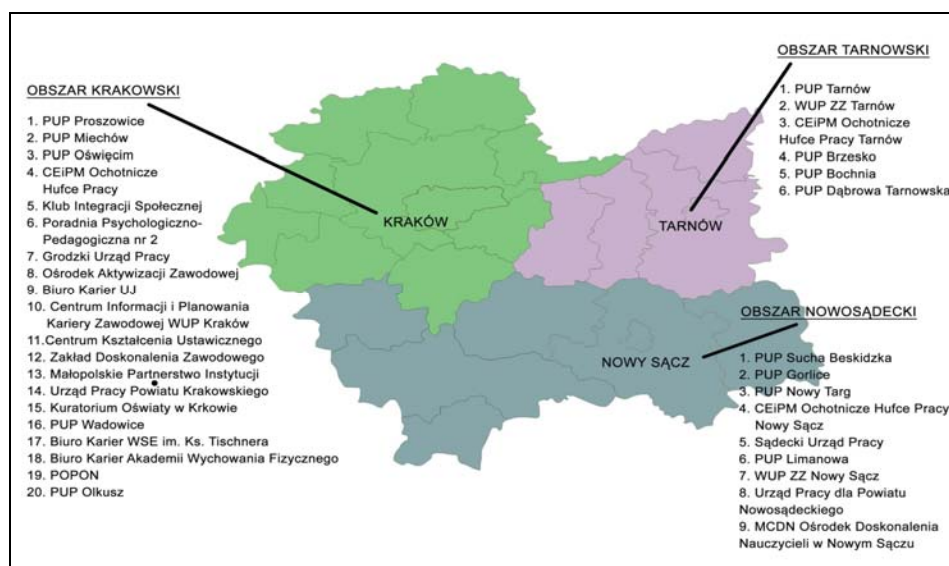 OBSZAR KRAKOWSKI
1. PUP Proszowice
2. PUP Miechów
3. PUP Oświęcim
4. CEiPM Ochotnicze
Hufce Pracy
5. Klub Integracji Społecznej
6. Poradnia Psychologiczno-
Pedagogiczna nr 2
7. Grodzki Urząd Pracy
8. Ośrodek Aktywizacji Zawodowej
9. Biuro Karier UJ
10. Centrum Informacji i Planowania
Kariery Zawodowej WUP Kraków
11.Centrum Kształcenia Ustawicznego
12. Zakład Doskonalenia Zawodowego
13. Małopolskie Partnerstwo Instytucji
14. Urząd Pracy Powiatu Krakowskiego
15. Kuratorium Oświaty w Krkowie
16. PUP Wadowice
17. Biuro Karier WSE im. Ks. Tischnera
18. Biuro Karier Akademii Wychowania Fizycznego
19. POPON
20. PUP Olkusz
KRAKÓW
OBSZAR TARNOWSKI
1. PUP Tarnów
2. WUP ZZ Tarnów
3. CEiPM Ochotnicze
Hufce Pracy Tarnów
4. PUP Brzesko
5. PUP Bochnia
6. PUP Dąbrowa Tarnowska
TARNÓW
OBSZAR NOWOSĄDECKI
NOWY SĄCZ
1. PUP Sucha Beskidzka
2. PUP Gorlice
3. PUP Nowy Targ
4. CEiPM Ochotnicze Hufce Pracy
Nowy Sącz
5. Sądecki Urząd Pracy
6. PUP Limanowa
7. WUP ZZ Nowy Sącz
8. Urząd Pracy dla Powiatu
Nowosądeckiego
9. MCDN Ośrodek Doskonalenia
Nauczycieli w Nowym Sączu